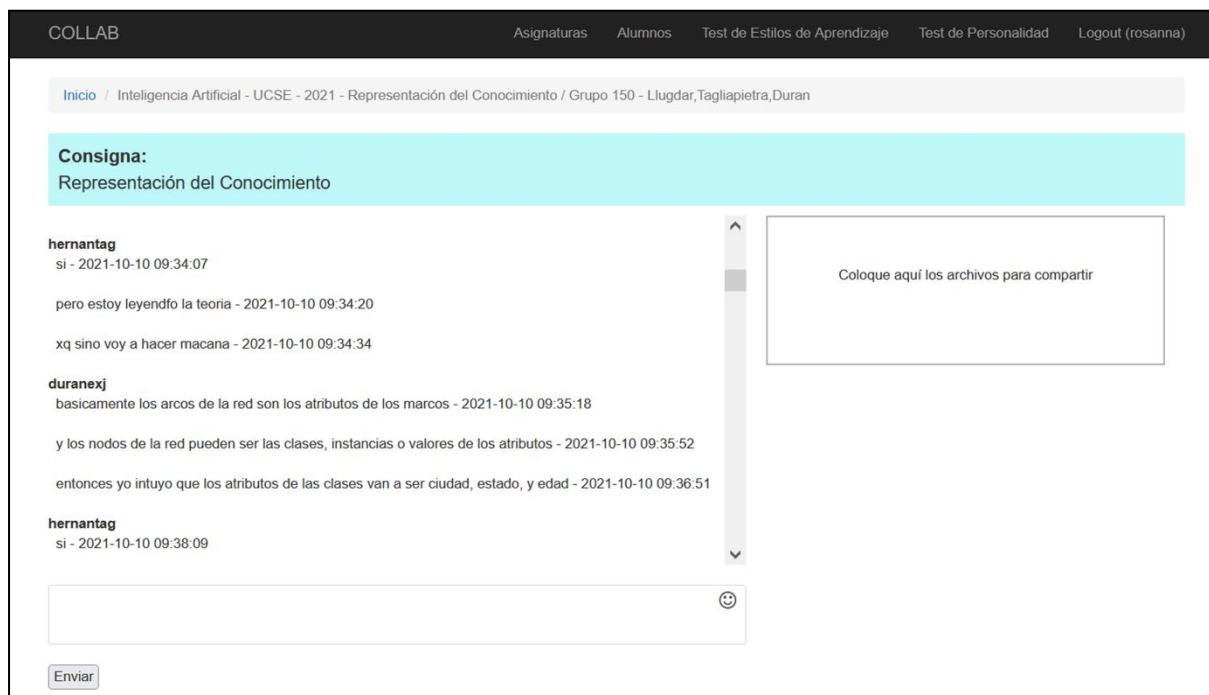 COLLAB
Asignaturas Alumnos Test de Estilos de Aprendizaje Test de Personalidad Logout (rosanna)
Inicio / Inteligencia Artificial - UCSE - 2021 - Representación del Conocimiento / Grupo 150 - Llugdar,Tagliapietra,Duran
Consigna:
Representación del Conocimiento
hernantag
si - 2021-10-10 09:34:07
pero estoy leyendfo la teoria - 2021-10-10 09:34:20
xq sino voy a hacer macana - 2021-10-10 09:34:34
duranexj
basicamente los arcos de la red son los atributos de los marcos - 2021-10-10 09:35:18
y los nodos de la red pueden ser las clases, instancias o valores de los atributos - 2021-10-10 09:35:52
entonces yo intuyo que los atributos de las clases van a ser ciudad, estado, y edad - 2021-10-10 09:36:51
hernantag
si - 2021-10-10 09:38:09
Coloque aquí los archivos para compartir
Enviar